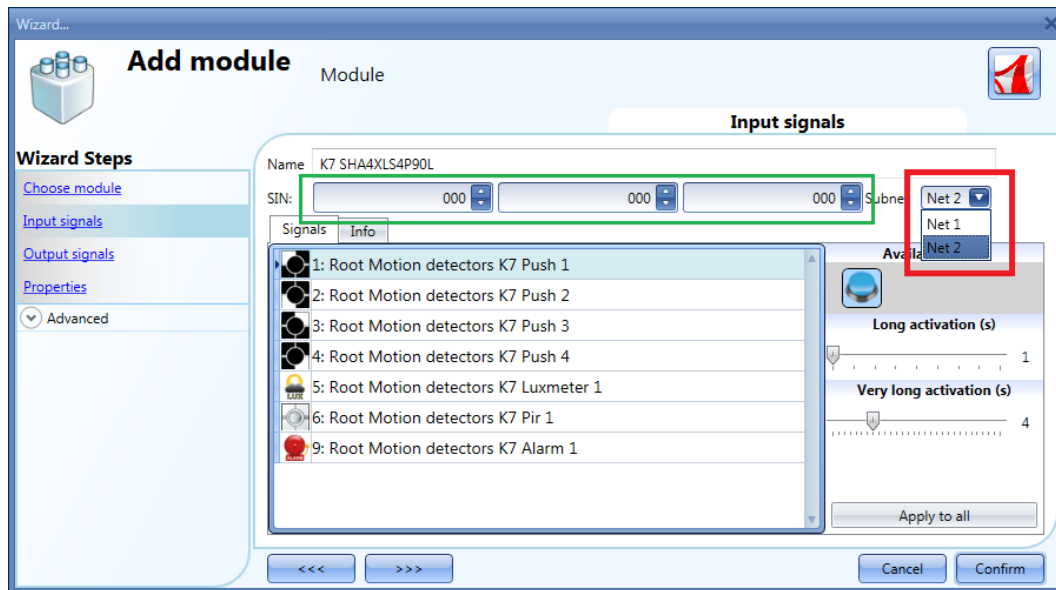 Wizard...
Add module
Module
Input signals
Wizard Steps
Choose module
Input signals
Output signals
Properties
Advanced
Name K7 SHA4XLS4P90L
SIN: 000 000 000 Subne Net 2
Net 1
Net 2
Signals Info
Availa
1: Root Motion detectors K7 Push 1
2: Root Motion detectors K7 Push 2
3: Root Motion detectors K7 Push 3
4: Root Motion detectors K7 Push 4
LUX 5: Root Motion detectors K7 Luxmeter 1
6: Root Motion detectors K7 Pir 1
ALARM 9: Root Motion detectors K7 Alarm 1
Long activation (s)
1
Very long activation (s)
4
Apply to all
<<< >>> Cancel Confirm